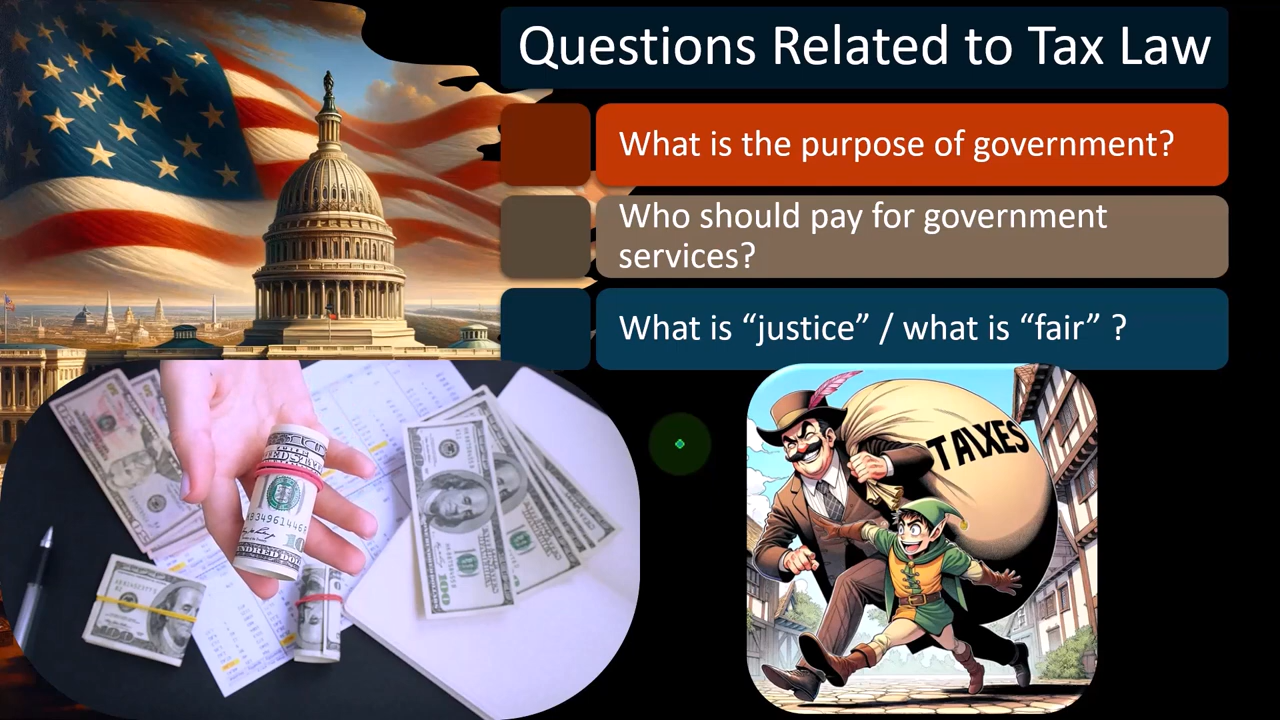 Questions Related to Tax Law
What is the purpose of government?
Who should pay for government
services?
What is “justice” / what is “fair” ?
TAXES